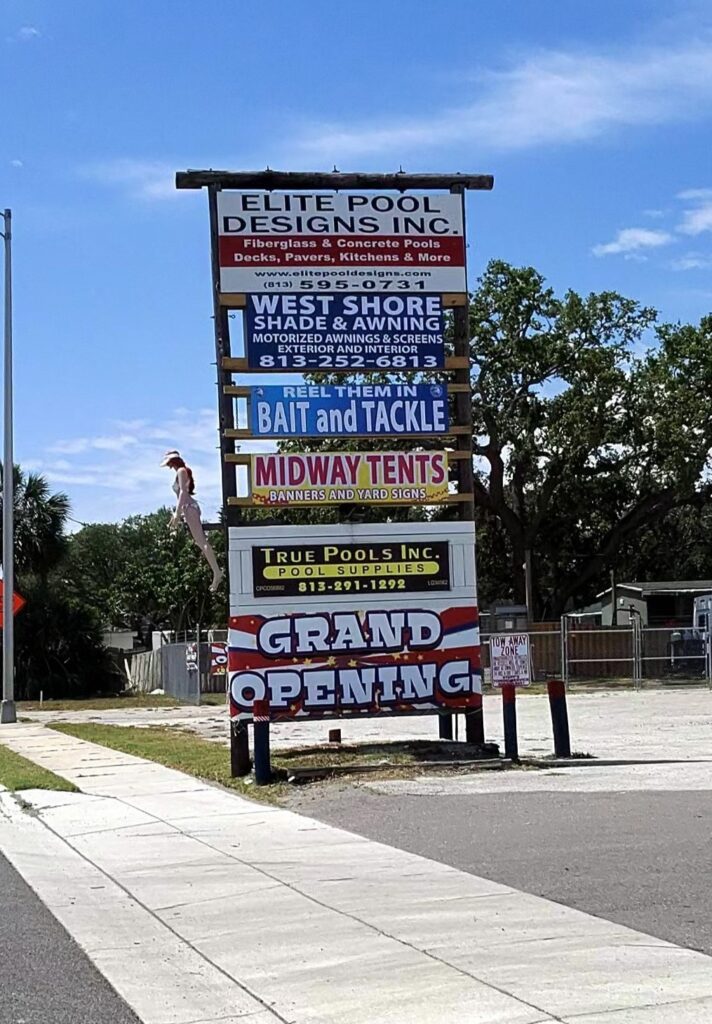 ELITE POOL
DESIGNS INC.
Fiberglass & Concrete Pools
Decks, Pavers, Kitchens & More
www.elitepooldesigns.com
(813) 595-0731
WEST SHORE
SHADE & AWNING
MOTORIZED AWNINGS & SCREENS
EXTERIOR AND INTERIOR
813-252-6813
REEL THEM IN
BAIT and TACKLE
MIDWAY TENTS
BANNERS AND YARD SIGNS
TRUE POOLS INC.
POOL SUPPLIES
813-291-1292
GRAND
OPENING
TOW AWAY
ZONE